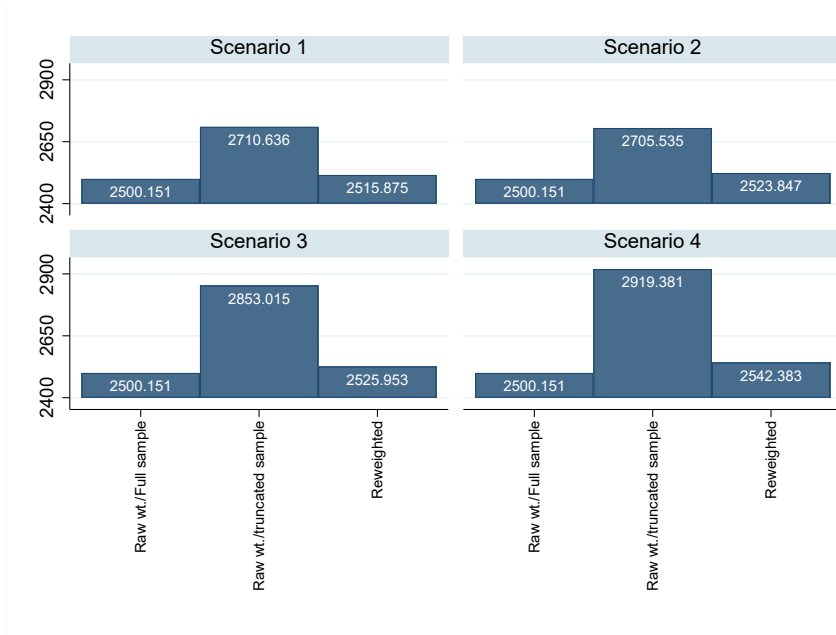 Scenario 1
Scenario 2
2900
2650
2400
2500.151
2710.636
2515.875
2500.151
2705.535
2523.847
Scenario 3
Scenario 4
2900
2650
2400
2500.151
2853.015
2525.953
2500.151
2919.381
2542.383
Raw wt./Full sample
Raw wt./truncated sample
Reweighted
Raw wt./Full sample
Raw wt./truncated sample
Reweighted